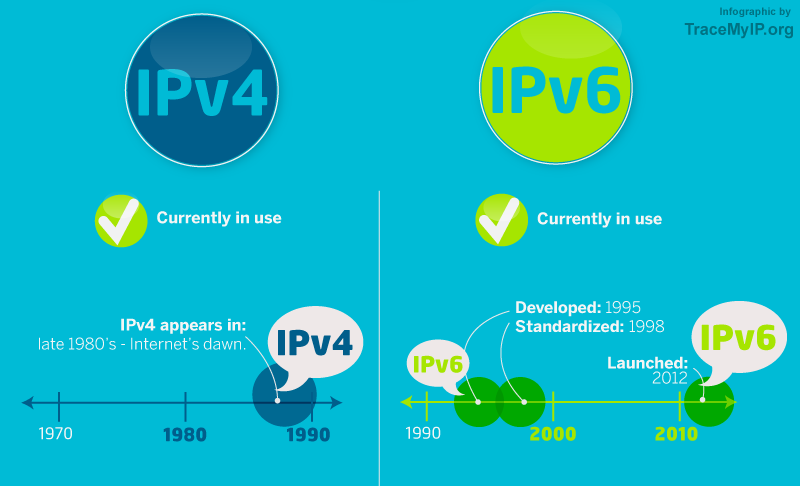 Infographic by
TraceMyIP.org
IPv4
IPv6
Currently in use
Currently in use
IPv4 appears in:
late 1980's - Internet's dawn.
IPv4
1970
1980
1990
Developed: 1995
Standardized: 1998
IPv6
Launched:
2012
IPv6
1990
2000
2010